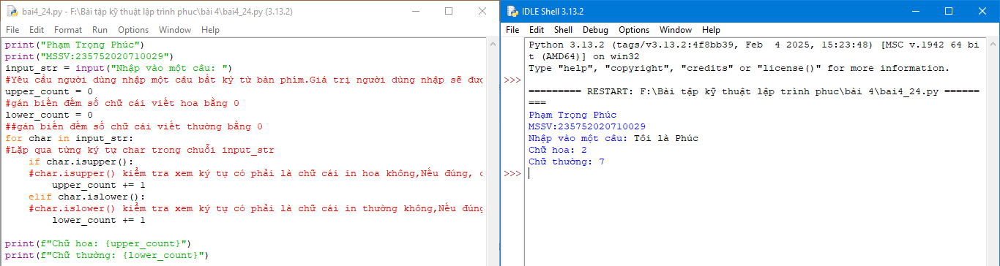 bai4_24.py - F:\Bài tập kỹ thuật lập trình phuc\bài 4\bai4_24.py (3.13.2)
File Edit Format Run Options Window Help
print("Phạm Trọng Phúc")
print("MSSV:235752020710029")
input_str = input("Nhập vào một câu: ")
#Yêu cầu người dùng nhập một câu bất kỳ từ bàn phím.Giá trị người dùng nhập sẽ đượ
upper_count = 0
#gán biến đếm số chữ cái viết hoa bằng 0
lower_count = 0
##gán biến đếm số chữ cái viết thường bằng 0
for char in input_str:
#Lặp qua từng ký tự char trong chuỗi input_str
if char.isupper():
#char.isupper() kiểm tra xem ký tự có phải là chữ cái in hoa không,Nếu đúng,
upper_count += 1
elif char.islower():
#char.islower() kiểm tra xem ký tự có phải là chữ cái in thường không,Nếu đúng
lower_count += 1
print(f"Chữ hoa: {upper_count}")
print(f"Chữ thường: {lower_count}")
IDLE Shell 3.13.2
File Edit Shell Debug Options Window Help
Python 3.13.2 (tags/v3.13.2:4f8bb39, Feb  4 2025, 15:23:48) [MSC v.1942 64 bi
t (AMD64)] on win32
Type "help", "copyright", "credits" or "license()" for more information.
>>>
========= RESTART: F:\Bài tập kỹ thuật lập trình phuc\bài 4\bai4_24.py ======
===
Phạm Trọng Phúc
MSSV:235752020710029
Nhập vào một câu: Tôi là Phúc
Chữ hoa: 2
Chữ thường: 7
>>>